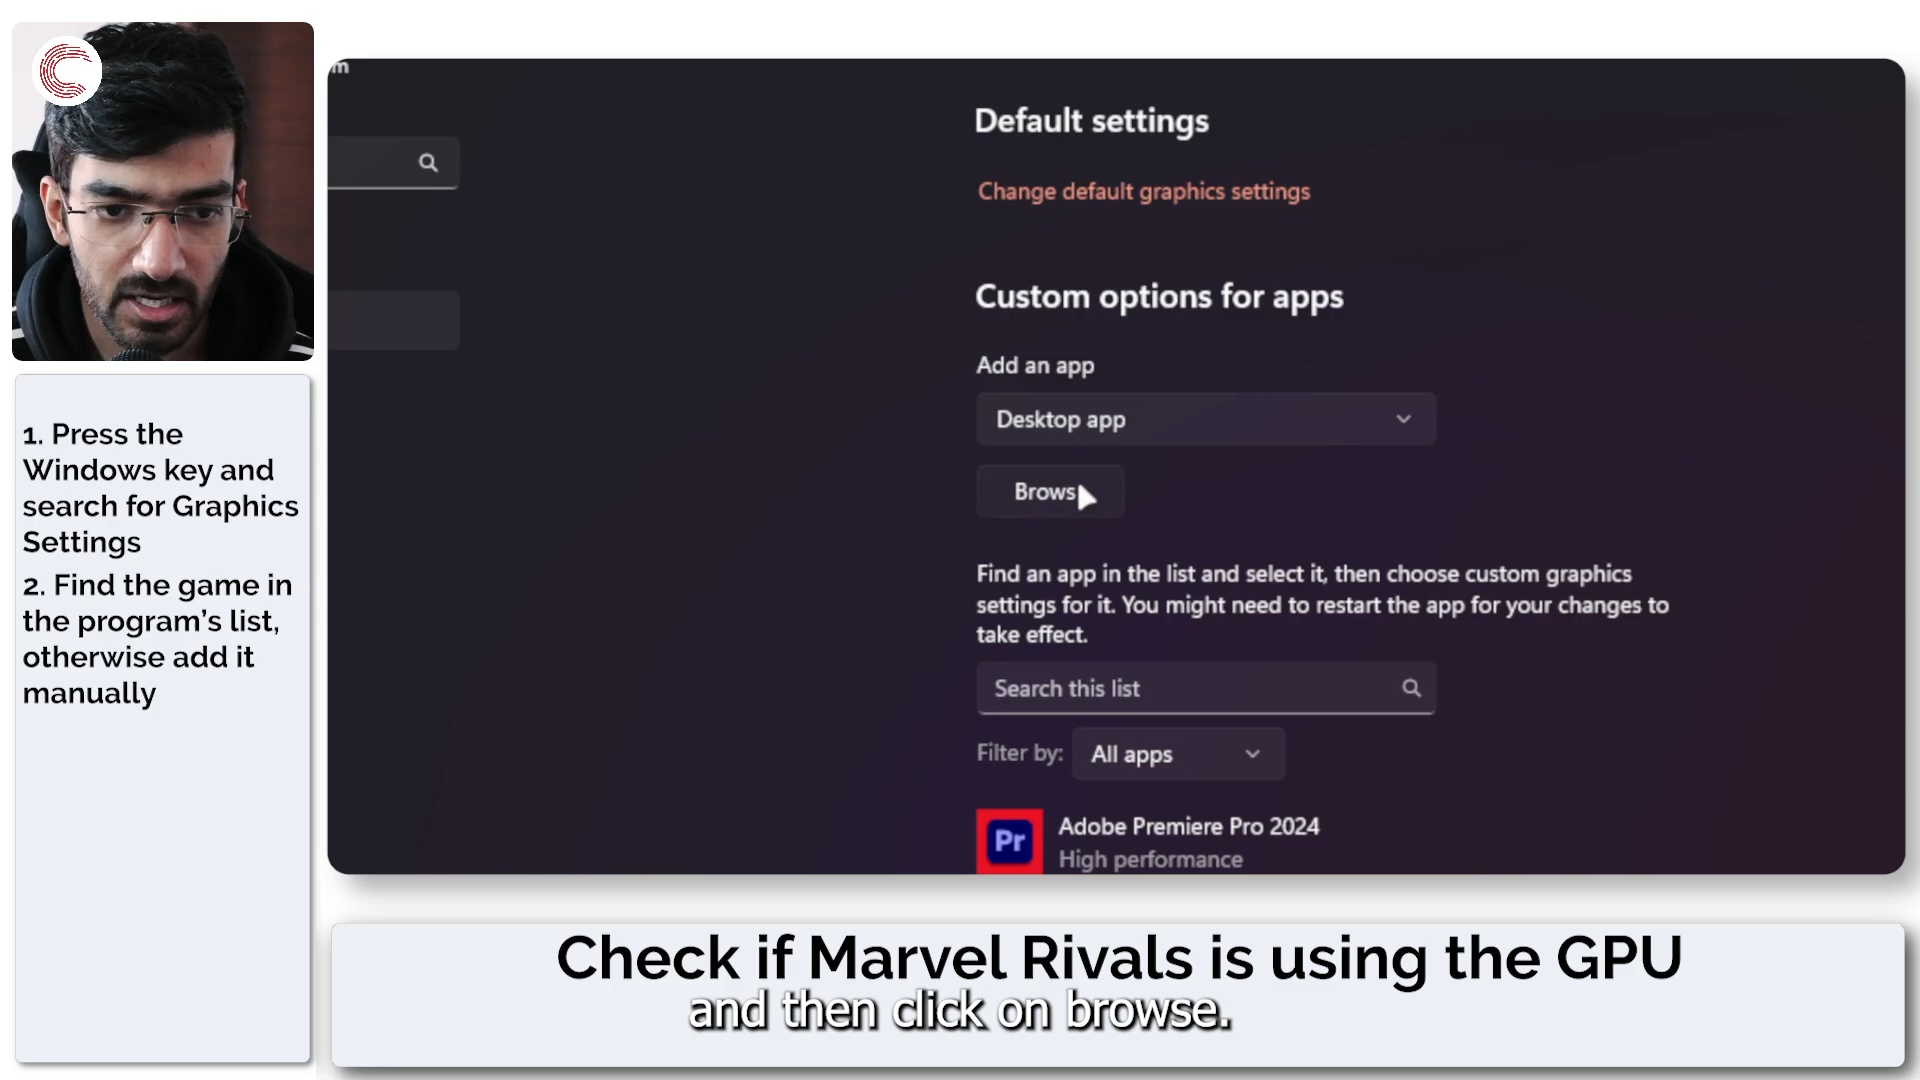 m
Default settings
Change default graphics settings
Custom options for apps
Add an app
Desktop app
Brows
Find an app in the list and select it, then choose custom graphics
settings for it. You might need to restart the app for your changes to
take effect.
Search this list
Filter by: All apps
Pr
Adobe Premiere Pro 2024
High performance
1. Press the
Windows key and
search for Graphics
Settings
2. Find the game in
the program’s list,
otherwise add it
manually
Check if Marvel Rivals is using the GPU
and then click on browse.